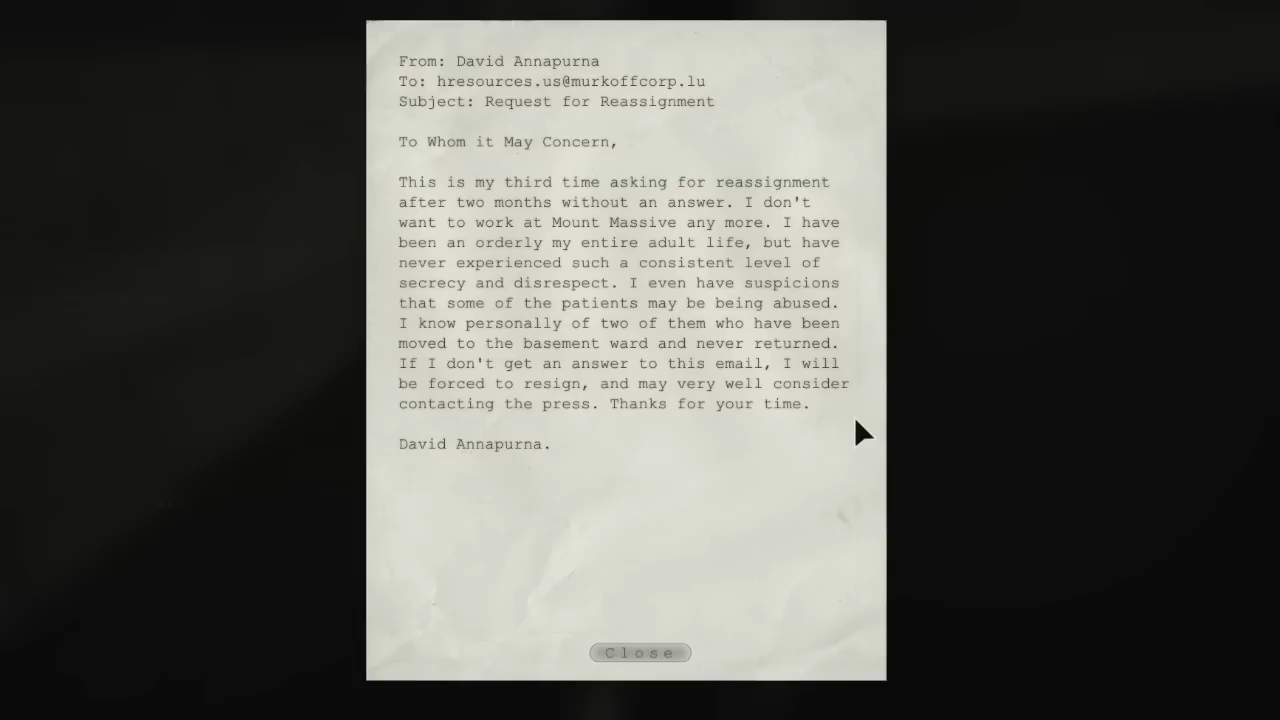 From: David Annapurna
To: hresources.us@murkoffcorp.lu
Subject: Request for Reassignment
To Whom it May Concern,
This is my third time asking for reassignment
after two months without an answer. I don't
want to work at Mount Massive any more. I have
been an orderly my entire adult life, but have
never experienced such a consistent level of
secrecy and disrespect. I even have suspicions
that some of the patients may be being abused.
I know personally of two of them who have been
moved to the basement ward and never returned.
If I don't get an answer to this email, I will
be forced to resign, and may very well consider
contacting the press. Thanks for your time.
David Annapurna.
Close